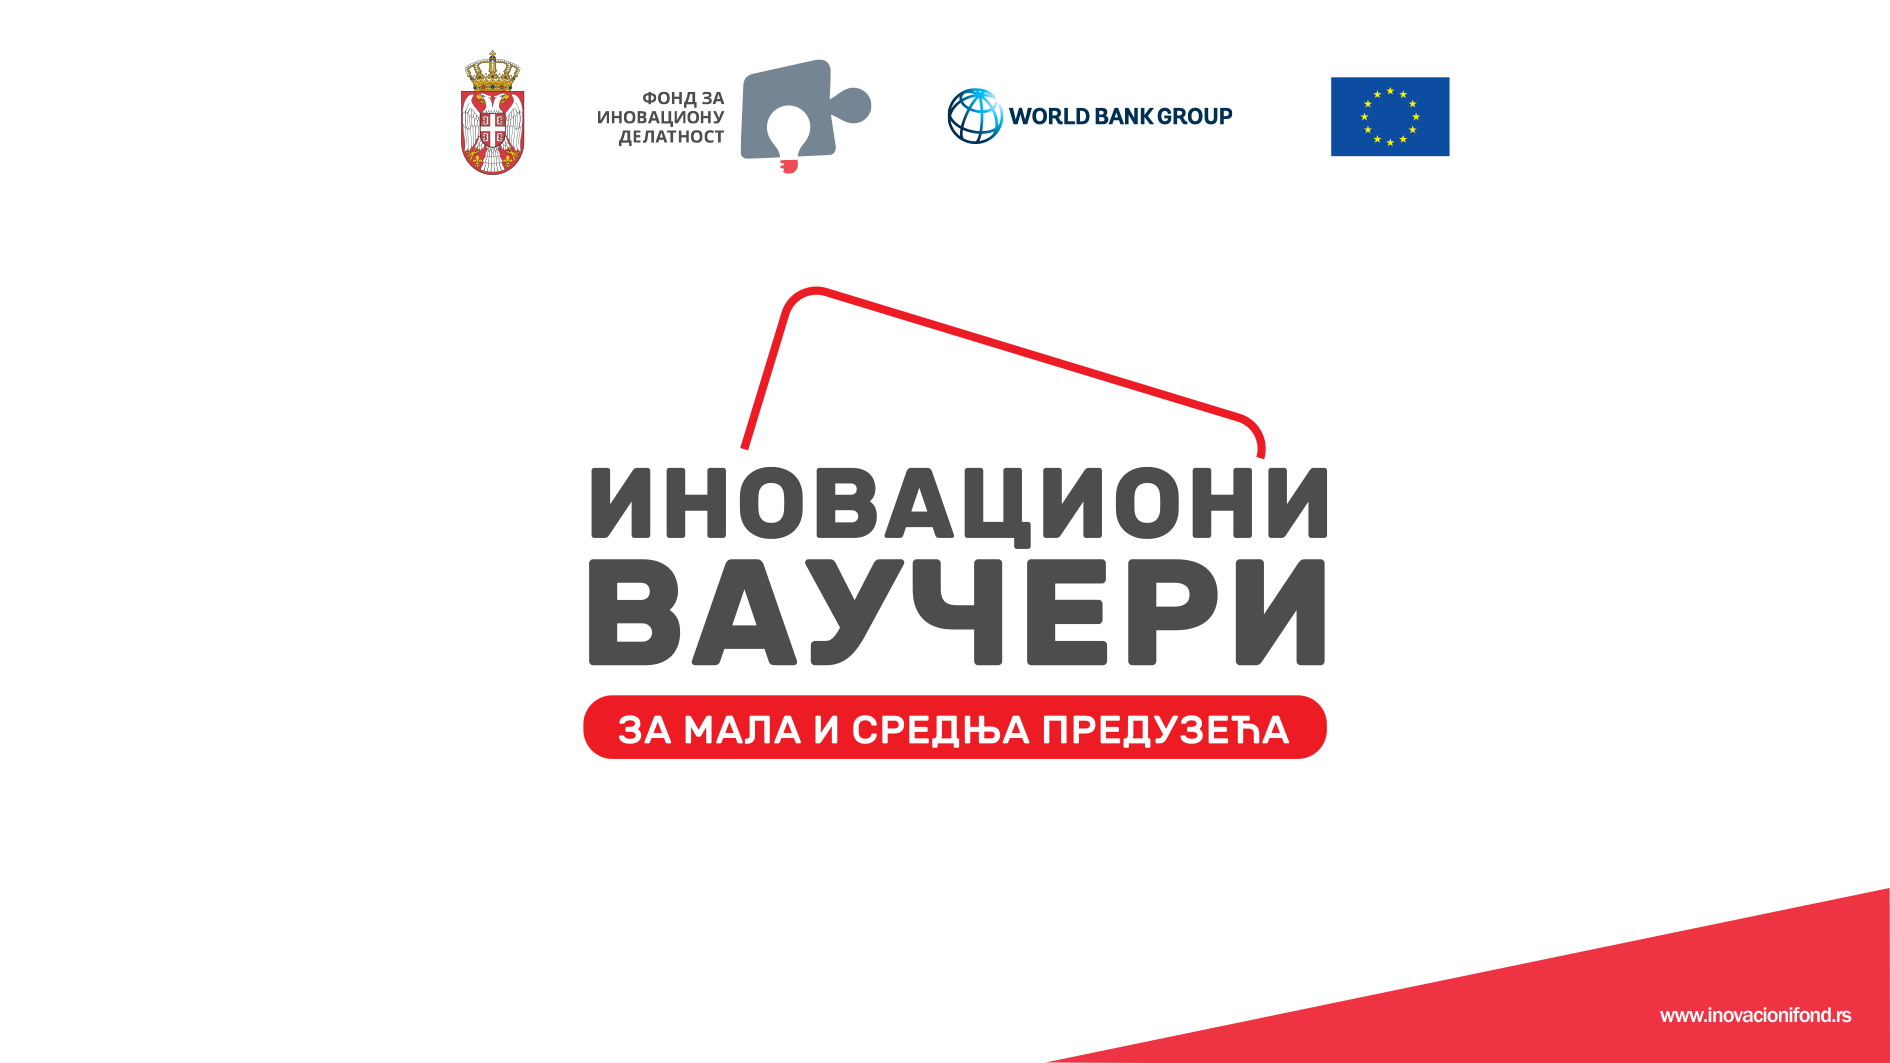 ФОНД ЗА
ИНОВАЦИОНУ
ДЕЛАТНОСТ
WORLD BANK GROUP
ИНОВАЦИОНИ
ВАУЧЕРИ
ЗА МАЛА И СРЕДЊА ПРЕДУЗЕЋА
www.inovacionifond.rs